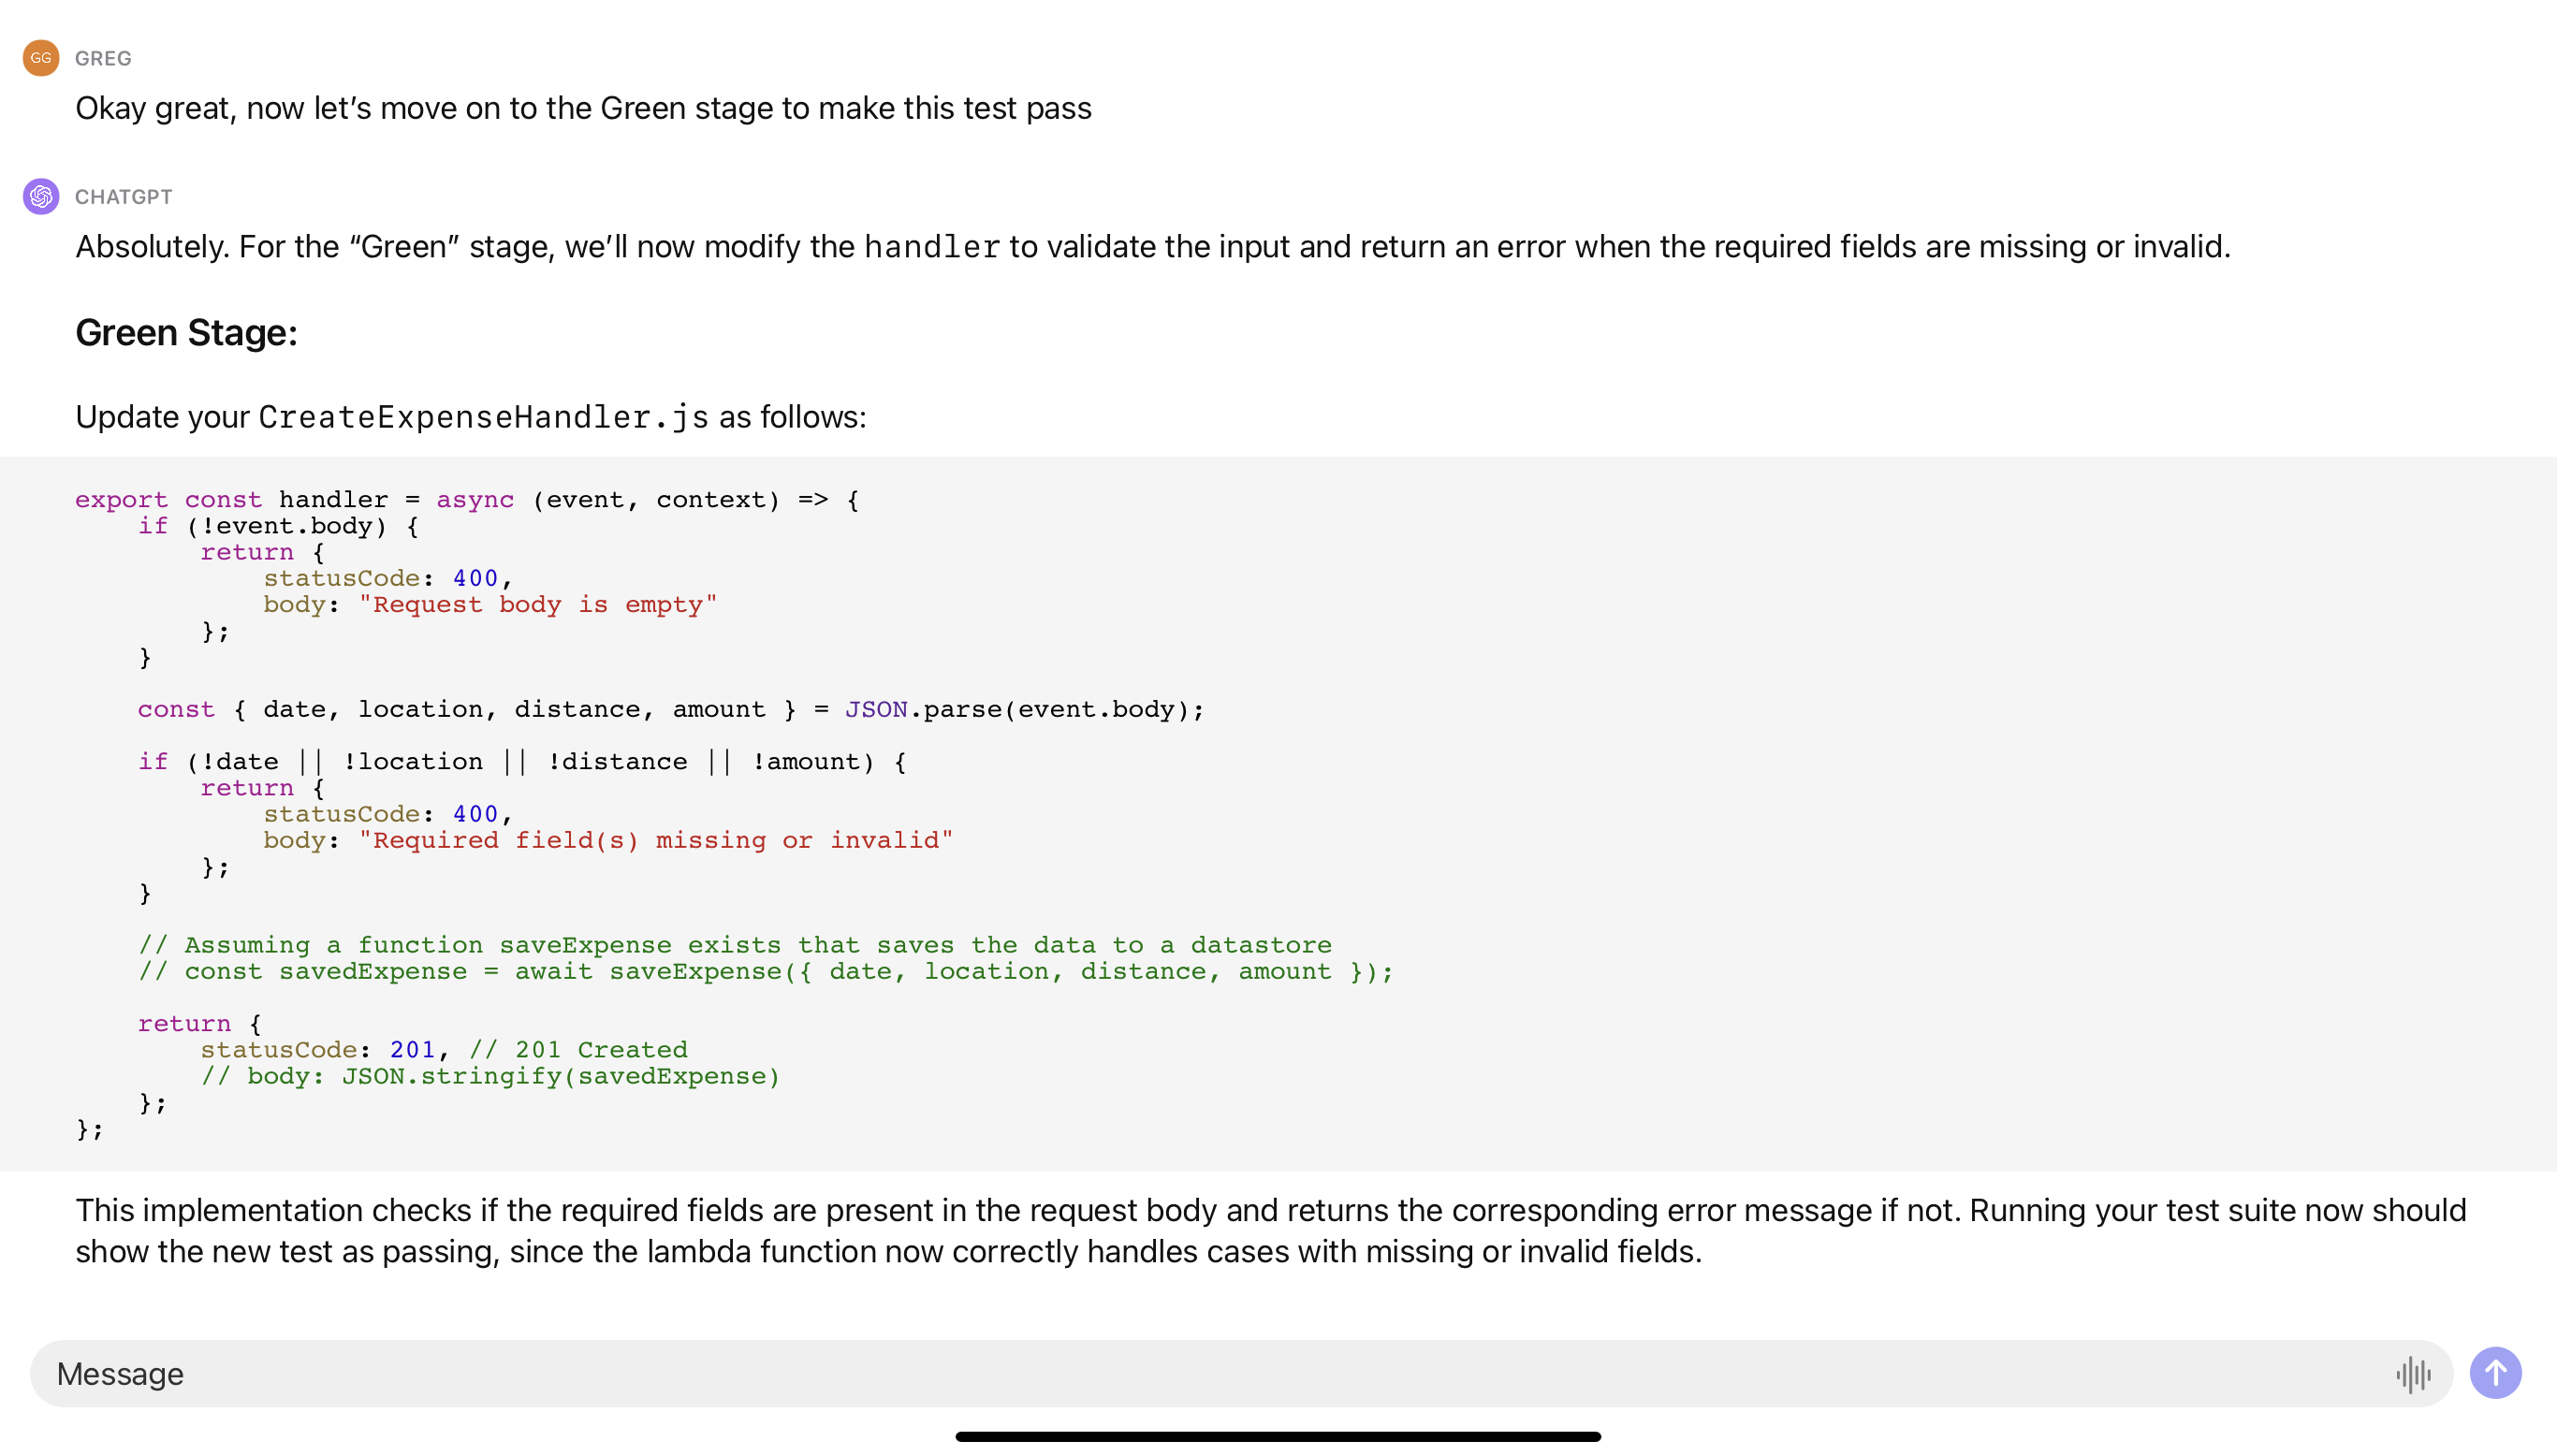 GG GREG
Okay great, now let’s move on to the Green stage to make this test pass
CHATGPT
Absolutely. For the “Green” stage, we’ll now modify the handler to validate the input and return an error when the required fields are missing or invalid.
Green Stage:
Update your CreateExpenseHandler.js as follows:
export const handler = async (event, context) => {
    if (!event.body) {
        return {
            statusCode: 400,
            body: "Request body is empty"
        };
    }
    const { date, location, distance, amount } = JSON.parse(event.body);
    if (!date || !location || !distance || !amount) {
        return {
            statusCode: 400,
            body: "Required field(s) missing or invalid"
        };
    }
    // Assuming a function saveExpense exists that saves the data to a datastore
    // const savedExpense = await saveExpense({ date, location, distance, amount });
    return {
        statusCode: 201, // 201 Created
        // body: JSON.stringify(savedExpense)
    };
};
This implementation checks if the required fields are present in the request body and returns the corresponding error message if not. Running your test suite now should
show the new test as passing, since the lambda function now correctly handles cases with missing or invalid fields.
Message